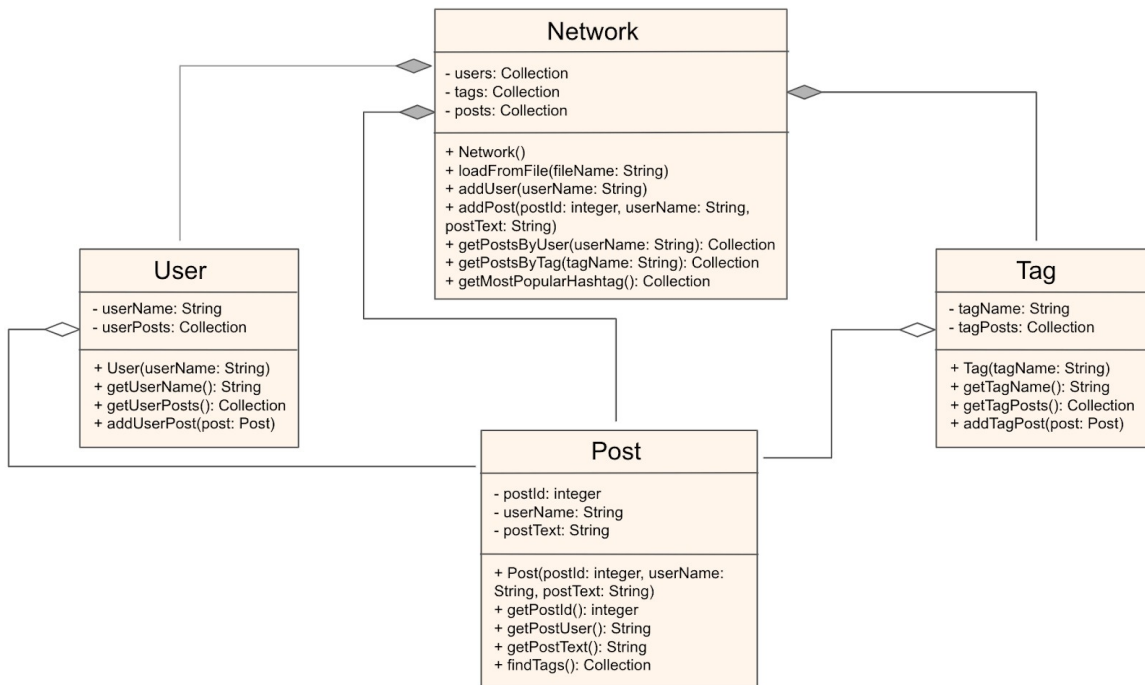 Network
- users: Collection
- tags: Collection
- posts: Collection
+ Network()
+ loadFromFile(fileName: String)
+ addUser(userName: String)
+ addPost(postId: integer, userName: String,
postText: String)
+ getPostsByUser(userName: String): Collection
+ getPostsByTag(tagName: String): Collection
+ getMostPopularHashtag(): Collection
User
- userName: String
- userPosts: Collection
+ User(userName: String)
+ getUserName(): String
+ getUserPosts(): Collection
+ addUserPost(post: Post)
Tag
- tagName: String
- tagPosts: Collection
+ Tag(tagName: String)
+ getTagName(): String
+ getTagPosts(): Collection
+ addTagPost(post: Post)
Post
- postId: integer
- userName: String
- postText: String
+ Post(postId: integer, userName:
String, postText: String)
+ getPostId(): integer
+ getPostUser(): String
+ getPostText(): String
+ findTags(): Collection